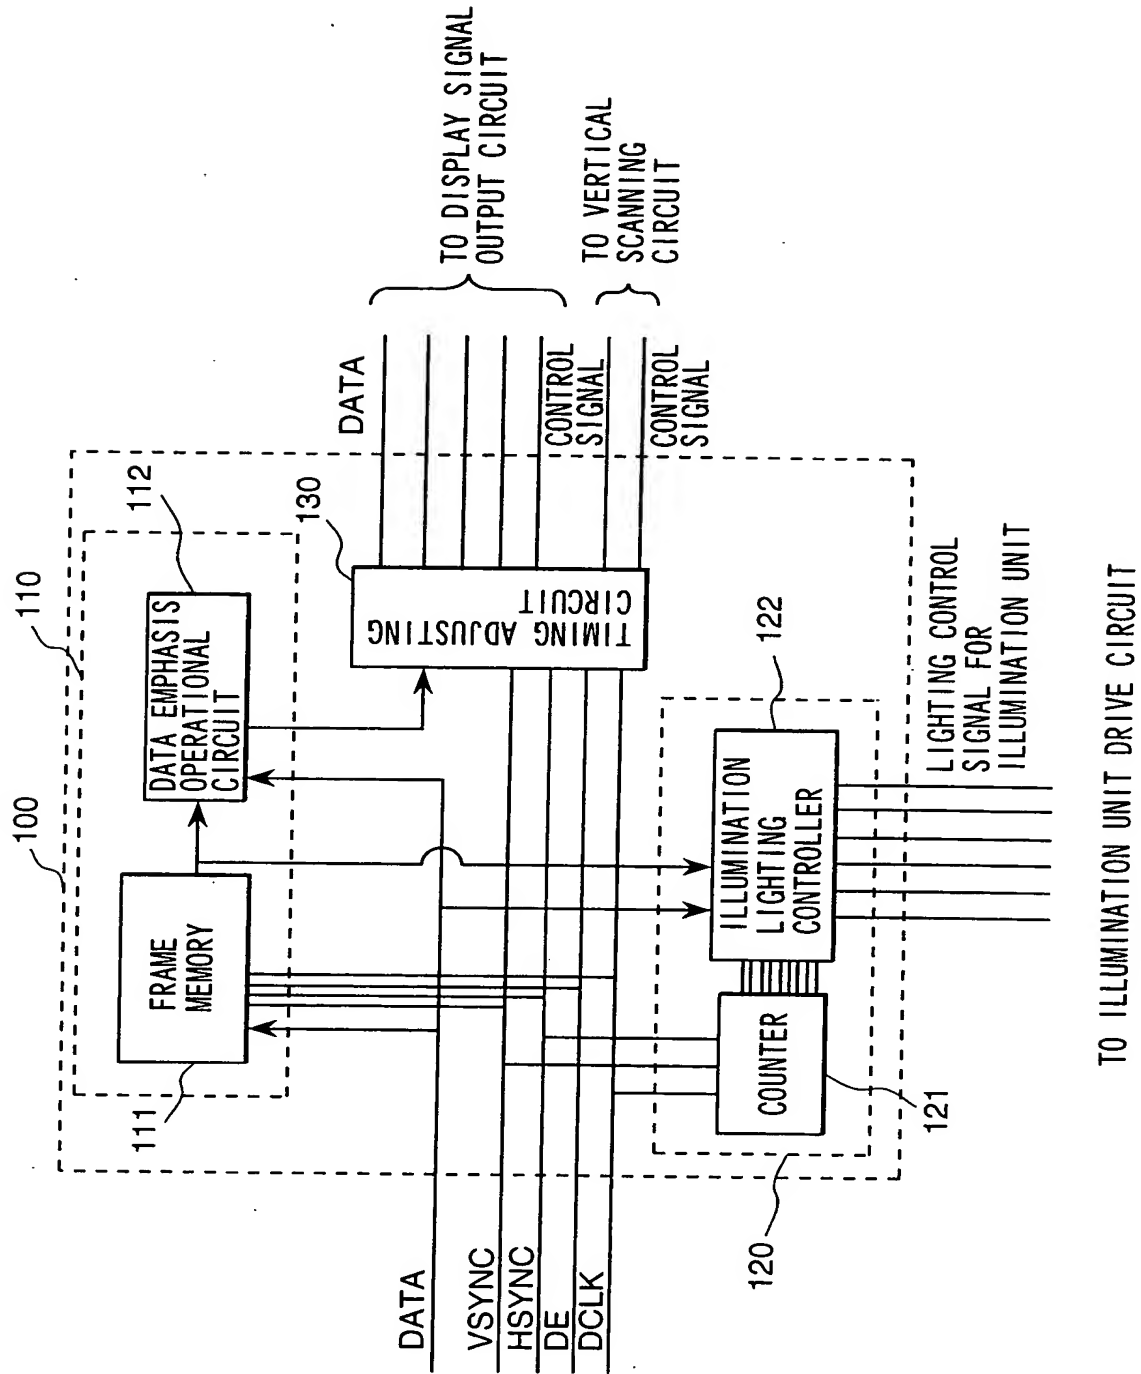 100
110
111
FRAME
MEMORY
112
DATA EMPHASIS
OPERATIONAL
CIRCUIT
130
TIMING ADJUSTING
CIRCUIT
DATA
VSYNC
HSYNC
DE
DCLK
DATA
TO DISPLAY SIGNAL
OUTPUT CIRCUIT
CONTROL
SIGNAL
TO VERTICAL
SCANNING
CIRCUIT
CONTROL
SIGNAL
120
COUNTER
121
ILLUMINATION
LIGHTING
CONTROLLER
122
LIGHTING CONTROL
SIGNAL FOR
ILLUMINATION UNIT
TO ILLUMINATION UNIT DRIVE CIRCUIT